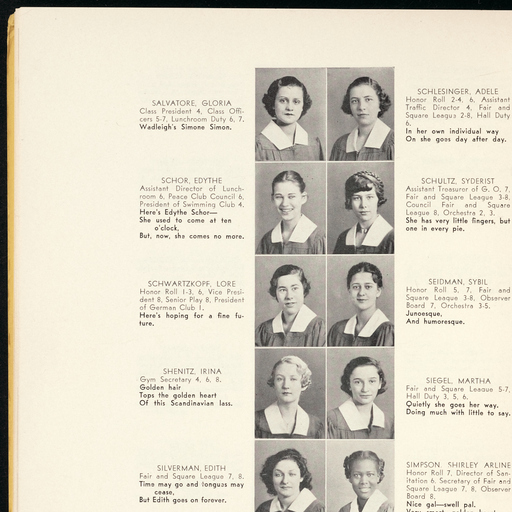 SALVATORE, GLORIA
Class President 4, Class Offi-
cers 5-7, Lunchroom Duty 6, 7.
Wadleigh's Simone Simon.
SCHOR, EDYTHE
Assistant Director of Lunch-
room 6, Peace Club Council 6,
President of Swimming Club 4.
Here's Edythe Schor—
She used to come at ten
o'clock,
But, now, she comes no more.
SCHWARTZKOPF, LORE
Honor Roll 1-3, 6, Vice Presi-
dent 8, Senior Play 8, President
of German Club 1.
Here's hoping for a fine fu-
ture.
SHENITZ, IRINA
Gym Secretary 4, 6, 8.
Golden hair
Tops the golden heart
Of this Scandinavian lass.
SILVERMAN, EDITH
Fair and Square League 7, 8.
Time may go and tongues may
cease,
But Edith goes on forever.
SCHLESINGER, ADELE
Honor Roll 2-4, 6, Assistant
Traffic Director 4, Fair and
Square League 2-8, Hall Duty
6.
In her own individual way
On she goes day after day.
SCHULTZ, SYDERIST
Assistant Treasurer of G. O. 7,
Fair and Square League 3-8,
Council Fair and Square
League 8, Orchestra 2, 3.
She has very little fingers, but
one in every pie.
SEIDMAN, SYBIL
Honor Roll 5, 7, Fair and
Square League 3-8, Observer
Board 7, Orchestra 3-5.
Junoesque,
And humoresque.
SIEGEL, MARTHA
Fair and Square League 5-7,
Hall Duty 3, 5, 6.
Quietly she goes her way,
Doing much with little to say.
SIMPSON, SHIRLEY ARLINE
Honor Roll 7, Director of San-
itation 6, Secretary of Fair and
Square League 7, 8, Observer
Board 8.
Nice gal—swell pal.